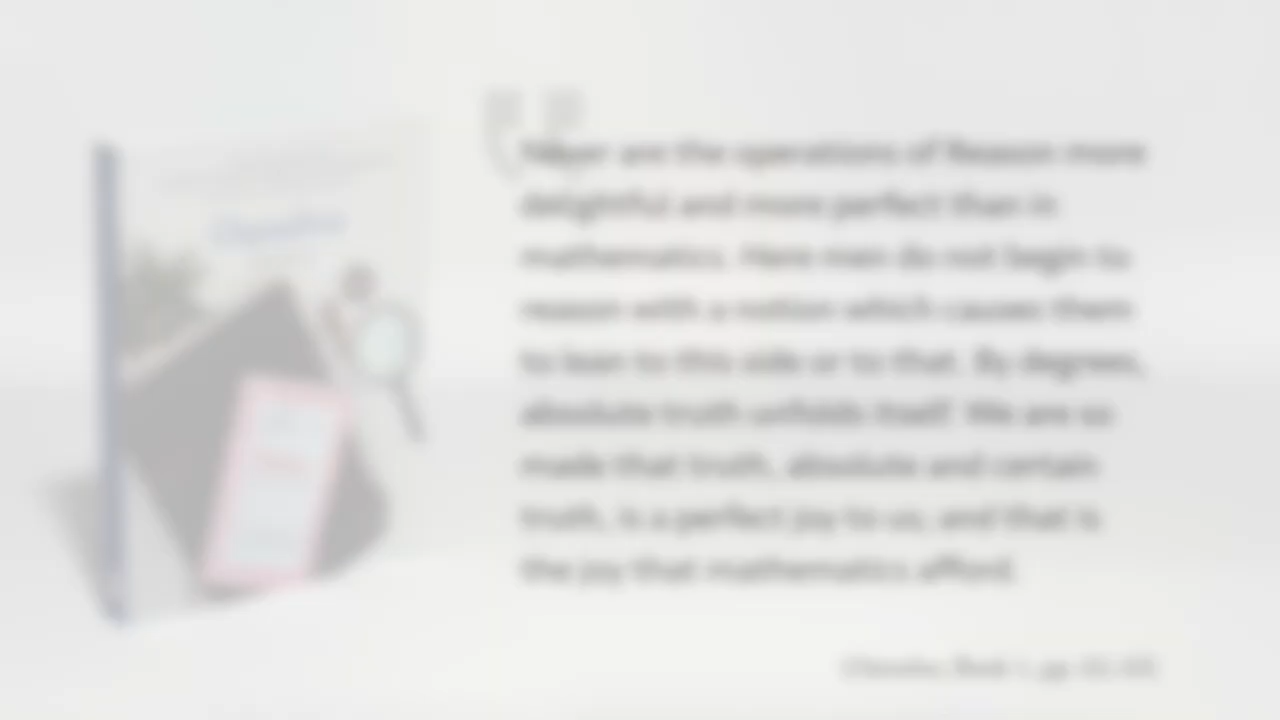 Never are the operations of Reason more
delightful and more perfect than in
mathematics. Here men do not begin to
reason with a notion which causes them
to lean to this side or to that. By degrees,
absolute truth unfolds itself. We are so
made that truth, absolute and certain
truth, is a perfect joy to us; and that is
the joy that mathematics afford.